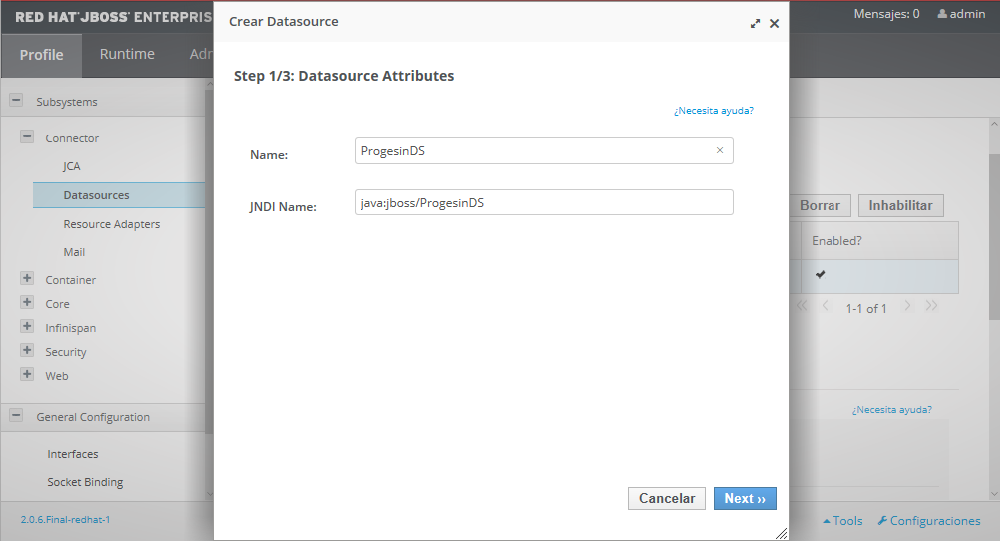 RED HAT JBOSS ENTERPRIS
Mensajes: 0 admin
Profile Runtime
Crear Datasource
Subsystems
Connector
JCA
Datasources
Resource Adapters
Mail
Container
Core
Infinispan
Security
Web
General Configuration
Interfaces
Socket Binding
2.0.6.Final-redhat-1
Step 1/3: Datasource Attributes
¿Necesita ayuda?
Name: ProgesinDS
JNDI Name: java:jboss/ProgesinDS
Cancelar Next ››
Borrar Inhabilitar
Enabled?
1-1 of 1
¿Necesita ayuda?
Tools Configuraciones